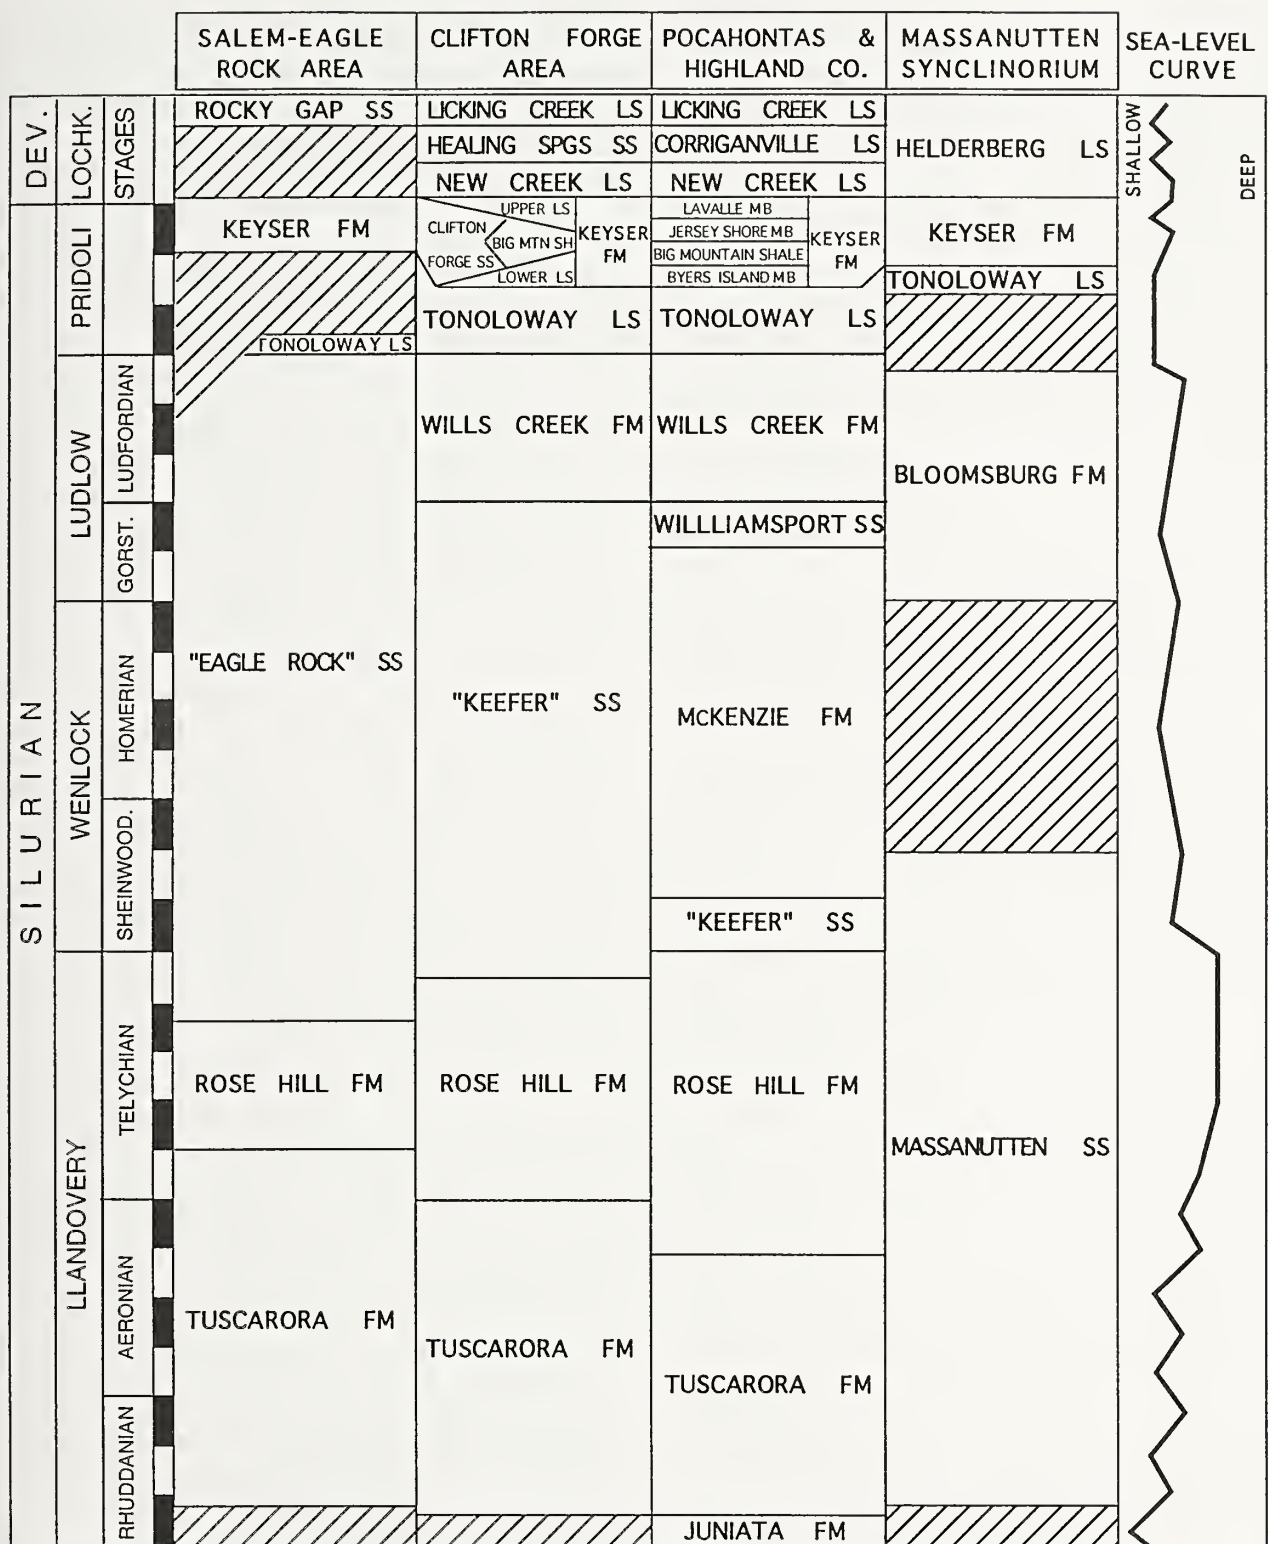 SALEM-EAGLE ROCK AREA
CLIFTON FORGE AREA
POCAHONTAS & HIGHLAND CO.
MASSANUTTEN SYNCLINORIUM
SEA-LEVEL CURVE
DEV.
LOCHK.
STAGES
SILURIAN
PRIDOLI
LUDLOW
LUDFORDIAN
GORST.
WENLOCK
HOMERIAN
SHEINWOOD.
LLANDOVERY
TELYCHIAN
AERONIAN
RHUDDANIAN
ROCKY GAP SS
KEYSER FM
TONOLOWAY LS
"EAGLE ROCK" SS
ROSE HILL FM
TUSCARORA FM
LICKING CREEK LS
HEALING SPGS SS
NEW CREEK LS
UPPER LS
CLIFTON
BIG MTN SH
FORGE SS
LOWER LS
KEYSER
FM
TONOLOWAY LS
WILLS CREEK FM
"KEEFER" SS
ROSE HILL FM
TUSCARORA FM
LICKING CREEK LS
CORRIGANVILLE LS
NEW CREEK LS
LAVALLE MB
JERSEY SHORE MB
BIG MOUNTAIN SHALE
BYERS ISLAND MB
KEYSER
FM
TONOLOWAY LS
WILLS CREEK FM
WILLLIAMSPORT SS
McKENZIE FM
"KEEFER" SS
ROSE HILL FM
TUSCARORA FM
JUNIATA FM
HELDERBERG LS
KEYSER FM
TONOLOWAY LS
BLOOMSBURG FM
MASSANUTTEN SS
SHALLOW
DEEP